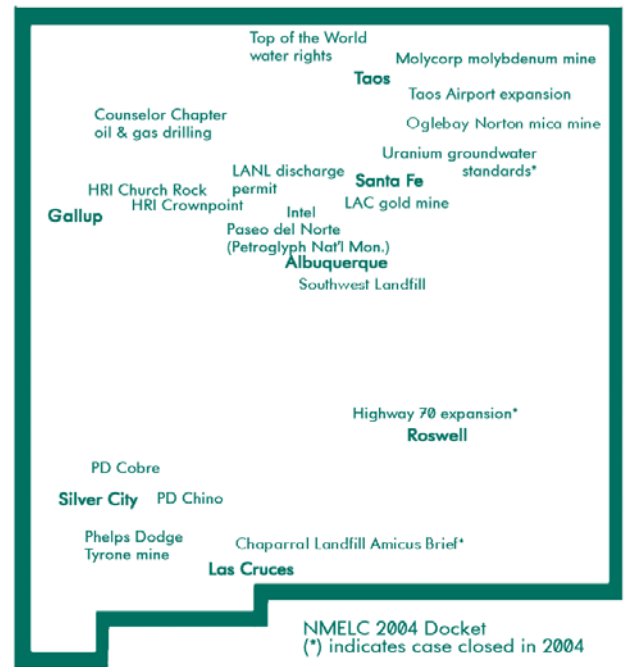 Top of the World
water rights
Molycorp molybdenum mine
Taos
Taos Airport expansion
Counselor Chapter
oil & gas drilling
Oglebay Norton mica mine
Uranium groundwater
standards*
LANL discharge
permit
Santa Fe
HRI Church Rock
HRI Crownpoint
LAC gold mine
Gallup
Intel
Paseo del Norte
(Petroglyph Nat'l Mon.)
Albuquerque
Southwest Landfill
Highway 70 expansion*
Roswell
PD Cobre
Silver City
PD Chino
Phelps Dodge
Tyrone mine
Chaparral Landfill Amicus Brief*
Las Cruces
NMELC 2004 Docket
(*) indicates case closed in 2004